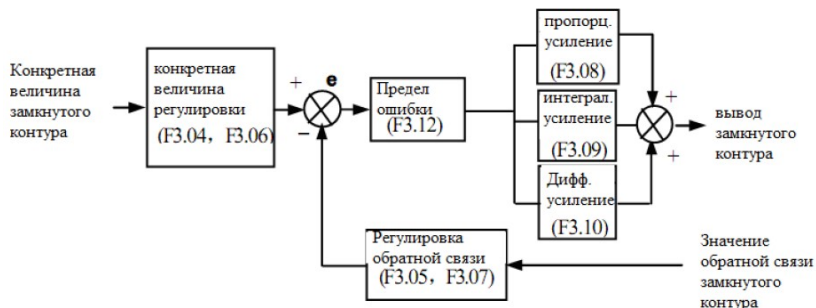 Конкретная
величина
замкнутого
контура
конкретная
величина
регулировки
(F3.04, F3.06)
+
e
−
Предел
ошибки
(F3.12)
пропорц.
усиление
(F3.08)
интеграл.
усиление
(F3.09)
Дифф.
усиление
(F3.10)
+
+
вывод
замкнутого
контура
Регулировка
обратной связи
(F3.05, F3.07)
Значение
обратной связи
замкнутого
контура